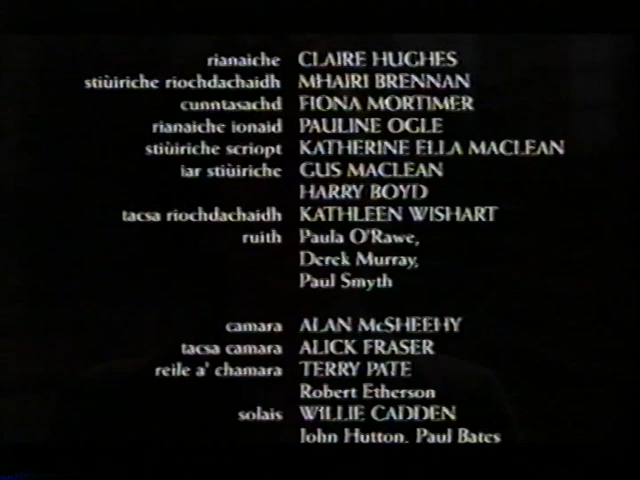 rianaiche CLAIRE HUGHES
stiùiriche riochdachaidh MHAIRI BRENNAN
cunntasachd FIONA MORTIMER
rianaiche ionaid PAULINE OGLE
stiùiriche scriopt KATHERINE ELLA MACLEAN
iar stiùiriche GUS MACLEAN
HARRY BOYD
tacsa riochdachaidh KATHLEEN WISHART
ruith Paula O'Rawe,
Derek Murray,
Paul Smyth
camara ALAN McSHEEHY
tacsa camara ALICK FRASER
reile a' chamara TERRY PATE
Robert Etherson
solais WILLIE CADDEN
John Hutton, Paul Bates